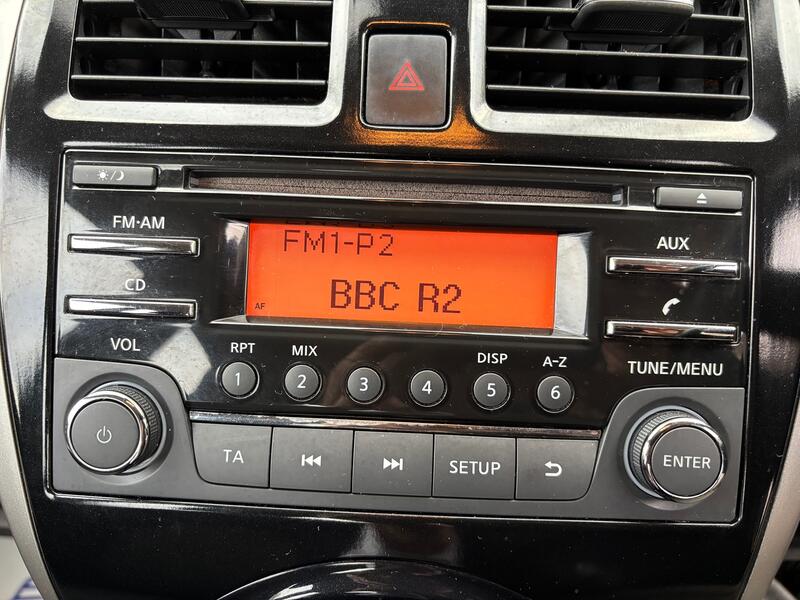 FM·AM
CD
VOL
FM1-P2
BBC R2
AF
AUX
TUNE/MENU
RPT
MIX
DISP
A-Z
1
2
3
4
5
6
TA
SETUP
ENTER